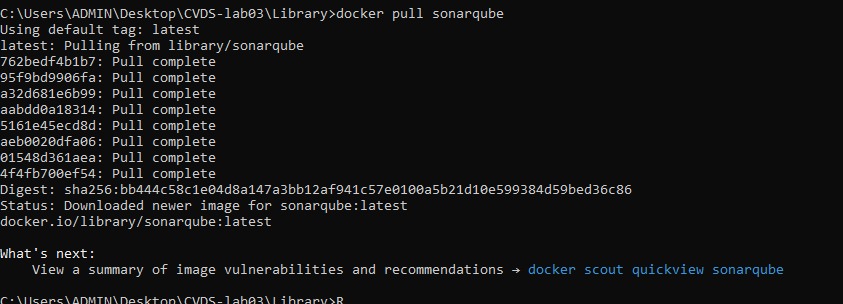 C:\Users\ADMIN\Desktop\CVDS-lab03\Library>docker pull sonarqube
Using default tag: latest
latest: Pulling from library/sonarqube
762bedf4b1b7: Pull complete
95f9bd9906fa: Pull complete
a32d681e6b99: Pull complete
aabdd0a18314: Pull complete
5161e45ecd8d: Pull complete
aeb0020dfa06: Pull complete
01548d361aea: Pull complete
4f4fb700ef54: Pull complete
Digest: sha256:bb444c58c1e04d8a147a3bb12af941c57e0100a5b21d10e599384d59bed36c86
Status: Downloaded newer image for sonarqube:latest
docker.io/library/sonarqube:latest
What's next:
View a summary of image vulnerabilities and recommendations → docker scout quickview sonarqube
C:\Users\ADMIN\Desktop\CVDS-lab03\Library>R